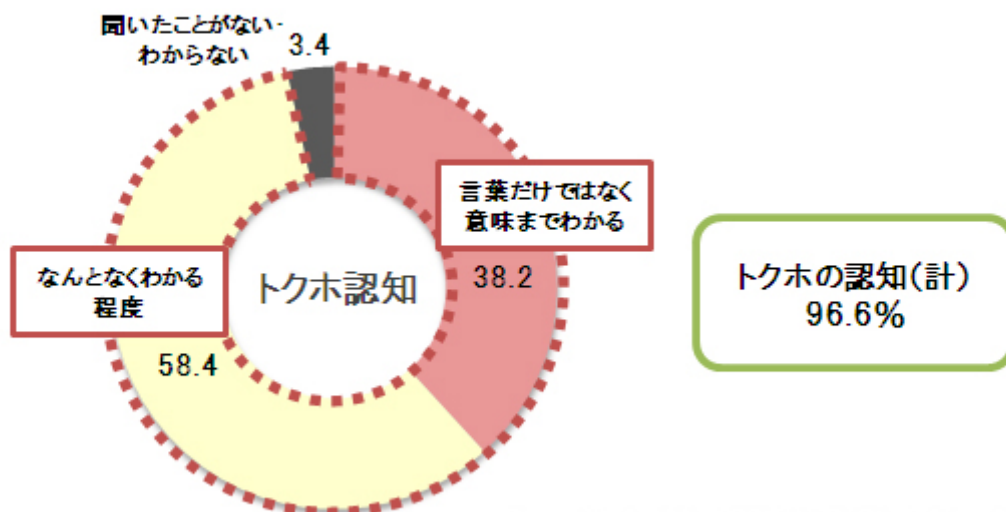 聞いたことがない・
わからない
3.4
言葉だけではなく
意味までわかる
38.2
なんとなくわかる
程度
58.4
トクホ認知
トクホの認知(計)
96.6%